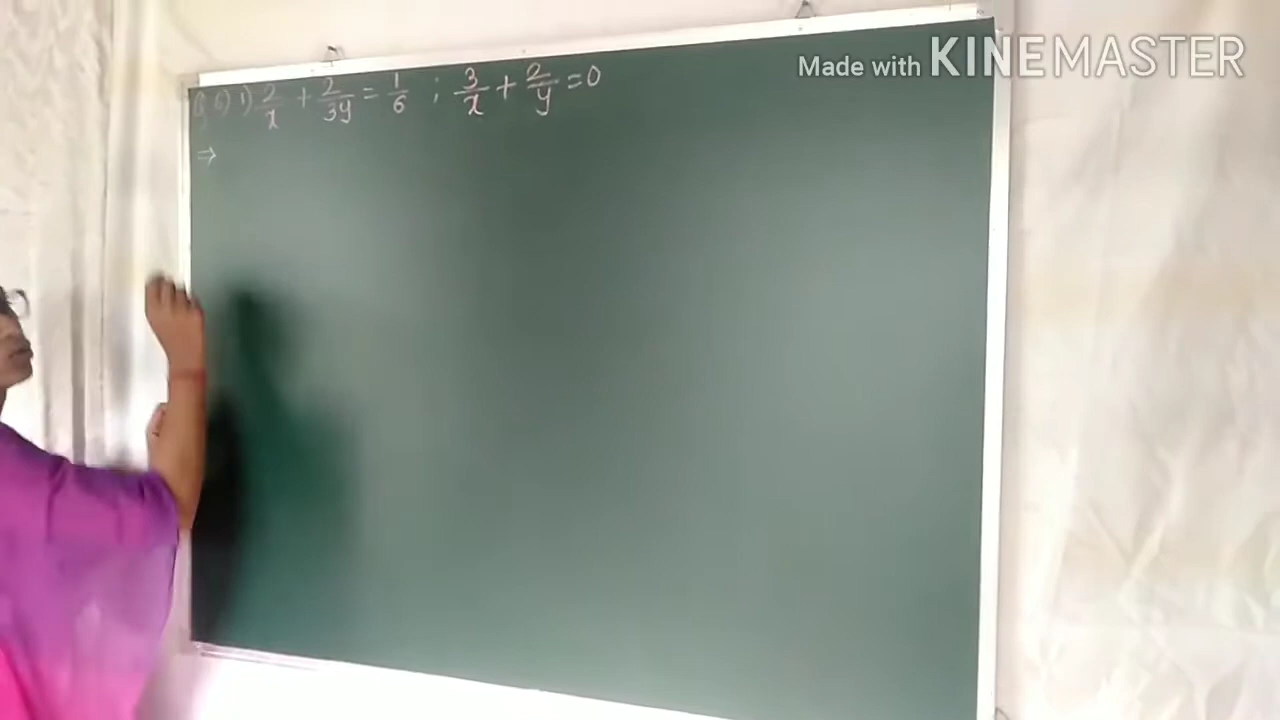 Made with KINEMASTER
1) 2/x + 2/3y = 1/6 ; 3/x + 2/y = 0
⇒